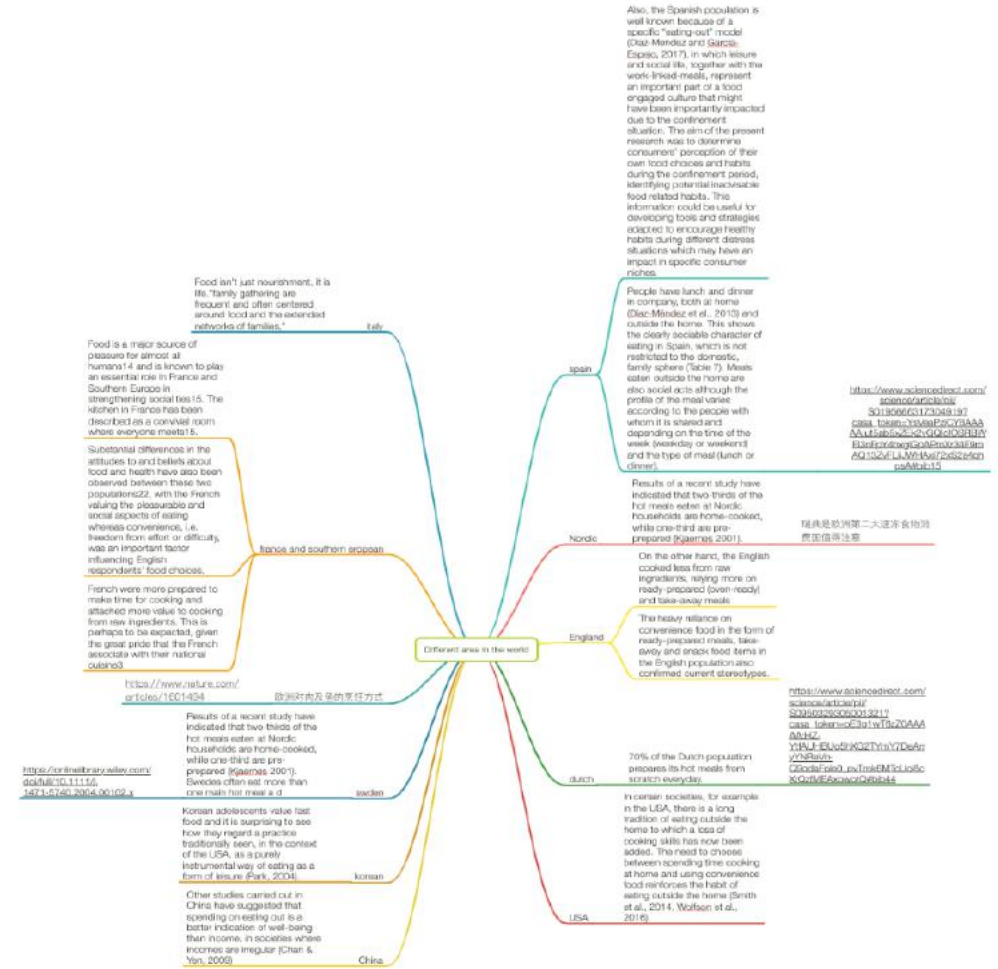 Also, the Spanish population is
well known because of a
specific "eating-out" model
(Díaz-Méndez and García-
Espejo, 2017), in which leisure
and social life, together with the
work-linked-meals, represent
an important part of a food
engaged culture that might
have been importantly impacted
due to the confinement
situation. The aim of the present
research was to determine
consumers' perception of their
own food choices and habits
during the confinement period,
identifying potential inadvisable
food related habits. This
information could be useful for
developing tools and strategies
adapted to encourage healthy
habits during different distress
situations which may have an
impact in specific consumer
niches.
People have lunch and dinner
in company, both at home
(Díaz-Méndez et al., 2013) and
outside the home. This shows
the clearly sociable character of
eating in Spain, which is not
restricted to the domestic,
family sphere (Table 7). Meals
eaten outside the home are
also social acts although the
profile of the meal varies
according to the people with
whom it is shared and
depending on the time of the
week (weekday or weekend)
and the type of meal (lunch or
dinner).
spain
https://www.sciencedirect.com/
science/article/pii/
Results of a recent study have
indicated that two-thirds of the
hot meals eaten at Nordic
households are home-cooked,
while one-third are pre-
prepared (Kjaernes 2001).
Nordic
瑞典是欧洲第二大速冻食物消
费国值得注意
On the other hand, the English
cooked less from raw
ingredients, relying more on
ready-prepared (oven-ready)
and take-away meals
The heavy reliance on
convenience food in the form of
ready-prepared meals, take-
away and snack food items in
the English population also
confirmed current stereotypes.
England
70% of the Dutch population
prepares its hot meals from
scratch everyday.
dutch
https://www.sciencedirect.com/
science/article/pii/
In certain societies, for example
in the USA, there is a long
tradition of eating outside the
home to which a loss of
cooking skills has now been
added. The need to choose
between spending time cooking
at home and using convenience
food reinforces the habit of
eating outside the home (Smith
et al., 2014, Wolfson et al.,
2016)
USA
Different area in the world
Food isn't just nourishment, it is
life."family gathering are
frequent and often centered
around food and the extended
networks of families."
italy
Food is a major source of
pleasure for almost all
humans14 and is known to play
an essential role in France and
Southern Europe in
strengthening social ties15. The
kitchen in France has been
described as a convivial room
where everyone meets16.
Substantial differences in the
attitudes to and beliefs about
food and health have also been
observed between these two
populations22, with the French
valuing the pleasurable and
social aspects of eating
whereas convenience, i.e.
freedom from effort or difficulty,
was an important factor
influencing English
respondents' food choices.
French were more prepared to
make time for cooking and
attached more value to cooking
from raw ingredients. This is
perhaps to be expected, given
the great pride that the French
associate with their national
cuisine3
france and southern eropean
https://www.nature.com/
articles/1601494
欧洲对肉及鱼的烹饪方式
Results of a recent study have
indicated that two-thirds of the
hot meals eaten at Nordic
households are home-cooked,
while one-third are pre-
prepared (Kjaernes 2001).
Swedes often eat more than
one main hot meal a d
sweden
https://onlinelibrary.wiley.com/
doi/full/10.1111/j.
1471-5740.2004.00102.x
Korean adolescents value fast
food and it is surprising to see
how they regard a practice
traditionally seen, in the context
of the USA, as a purely
instrumental way of eating as a
form of leisure (Park, 2004).
korean
Other studies carried out in
China have suggested that
spending on eating out is a
better indication of well-being
than income, in societies where
incomes are irregular (Chan &
Yen, 2009)
China